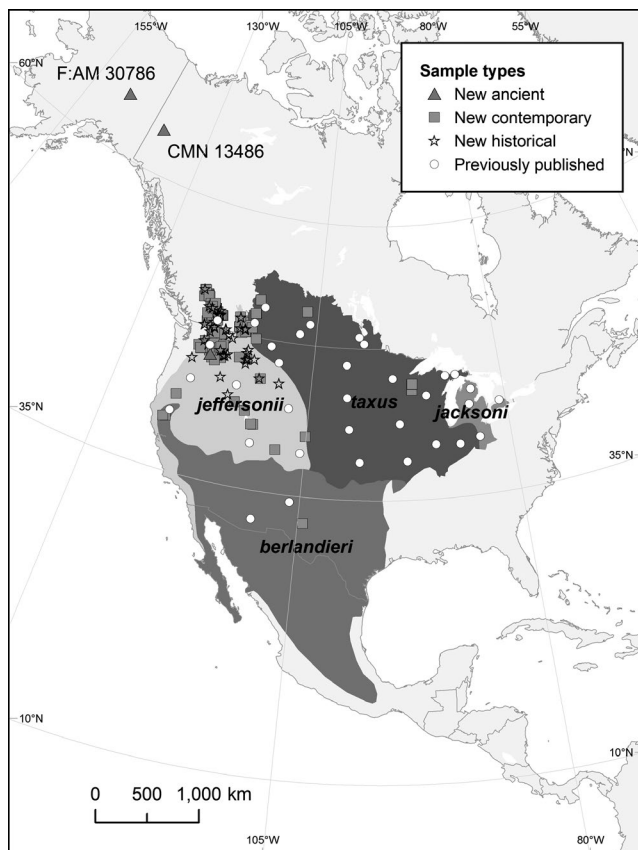 155°W
130°W
105°W
80°W
55°W
60°N
F:AM 30786
CMN 13486
Sample types
New ancient
New contemporary
New historical
Previously published
jeffersonii
taxus
jacksoni
35°N
35°N
berlandieri
10°N
10°N
0 500 1,000 km
105°W
80°W